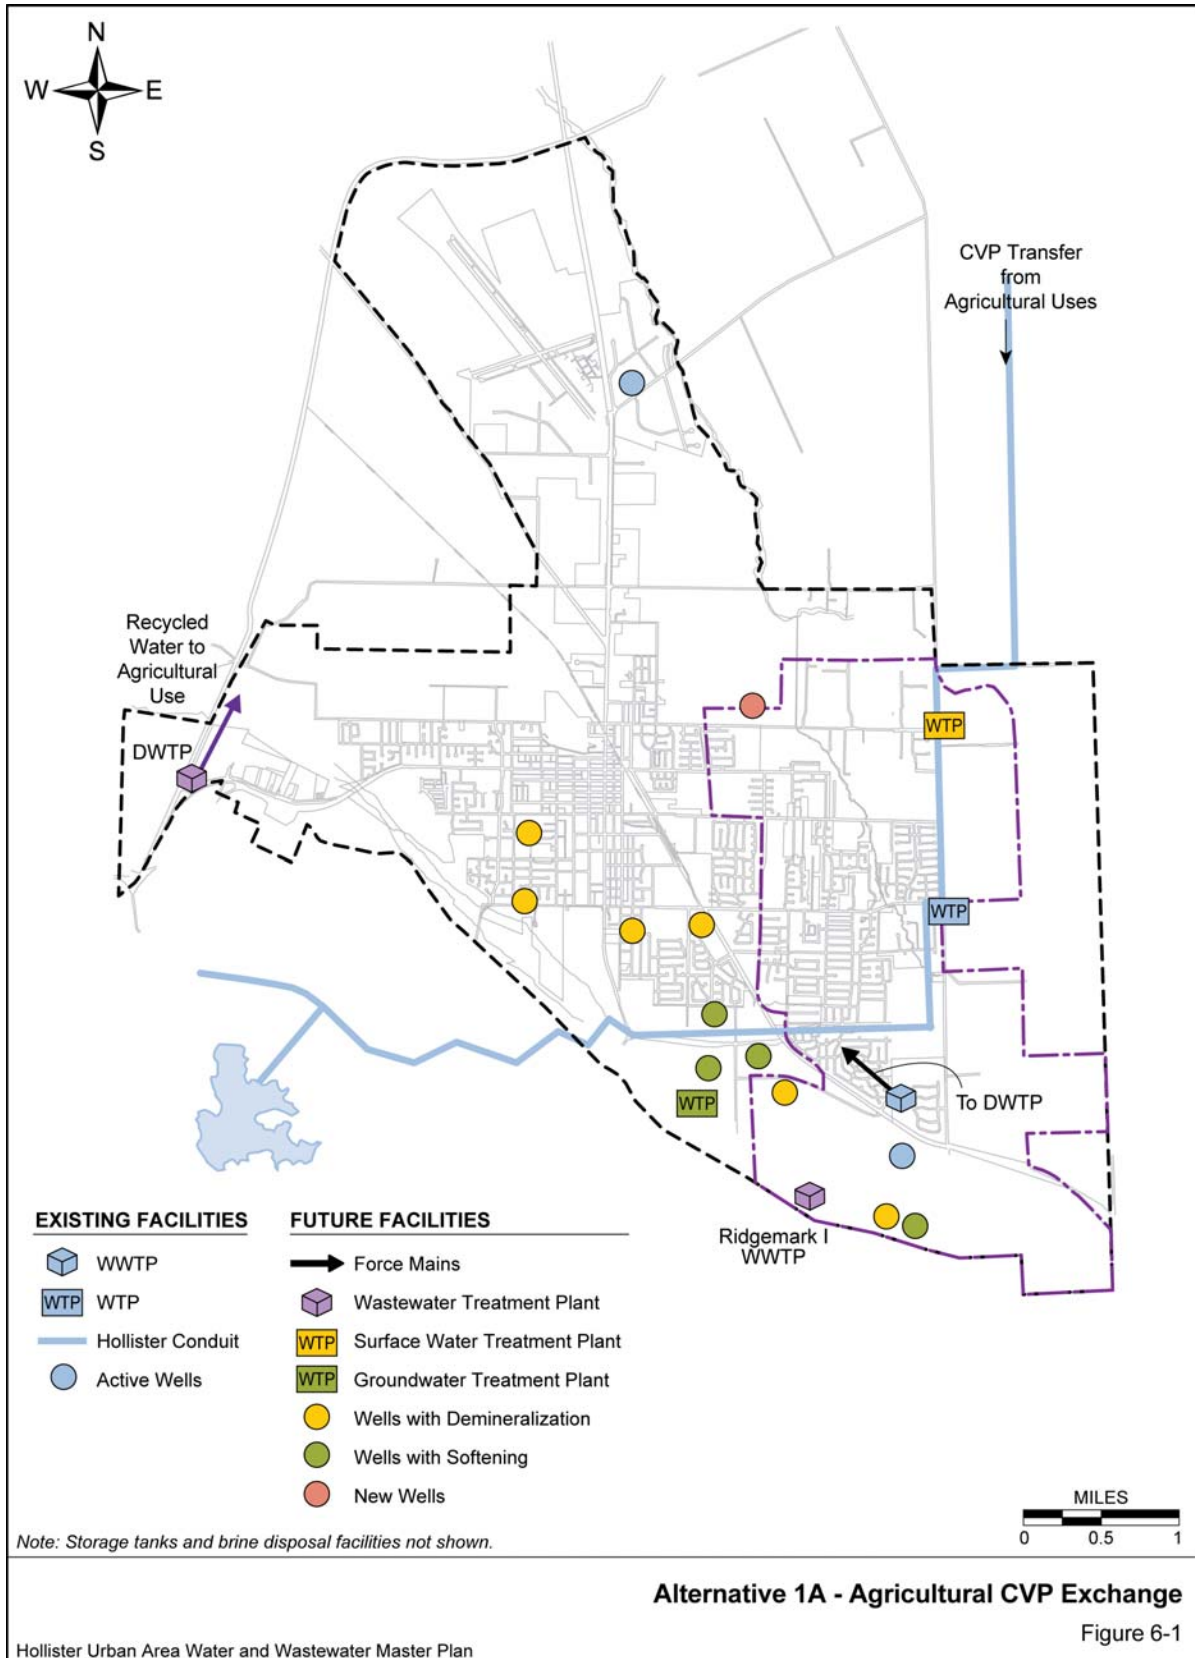 N
W E
S
CVP Transfer
from
Agricultural Uses
Recycled
Water to
Agricultural
Use
DWTP
WTP
WTP
WTP
To DWTP
Ridgemark I
WWTP
EXISTING FACILITIES
WWTP
WTP WTP
Hollister Conduit
Active Wells
FUTURE FACILITIES
Force Mains
Wastewater Treatment Plant
WTP Surface Water Treatment Plant
WTP Groundwater Treatment Plant
Wells with Demineralization
Wells with Softening
New Wells
MILES
0 0.5 1
Note: Storage tanks and brine disposal facilities not shown.
Alternative 1A - Agricultural CVP Exchange
Figure 6-1
Hollister Urban Area Water and Wastewater Master Plan